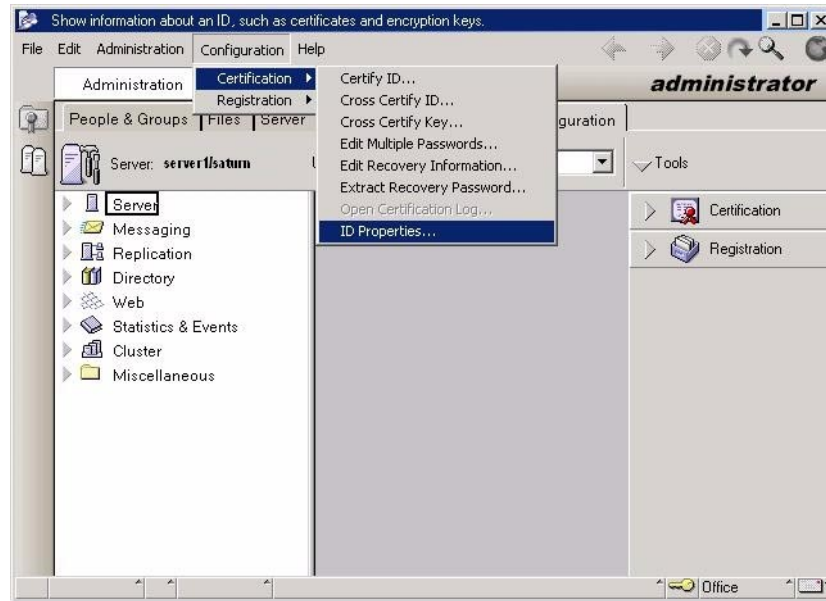 Show information about an ID, such as certificates and encryption keys.
File Edit Administration Configuration Help
Administration
Certification
Registration
Certify ID...
Cross Certify ID...
Cross Certify Key...
Edit Multiple Passwords...
Edit Recovery Information...
Extract Recovery Password...
Open Certification Log...
ID Properties...
administrator
People & Groups Files Server
Server: server1/saturn
Tools
Server
Messaging
Replication
Directory
Web
Statistics & Events
Cluster
Miscellaneous
Certification
Registration
Office